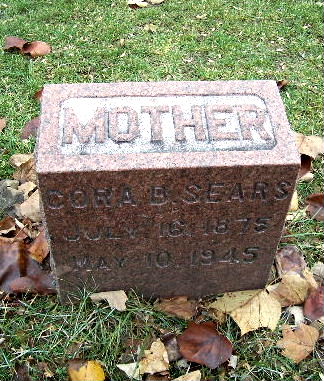 MOTHER
CORA B. SEARS
JULY 16, 1875
MAY 10, 1945